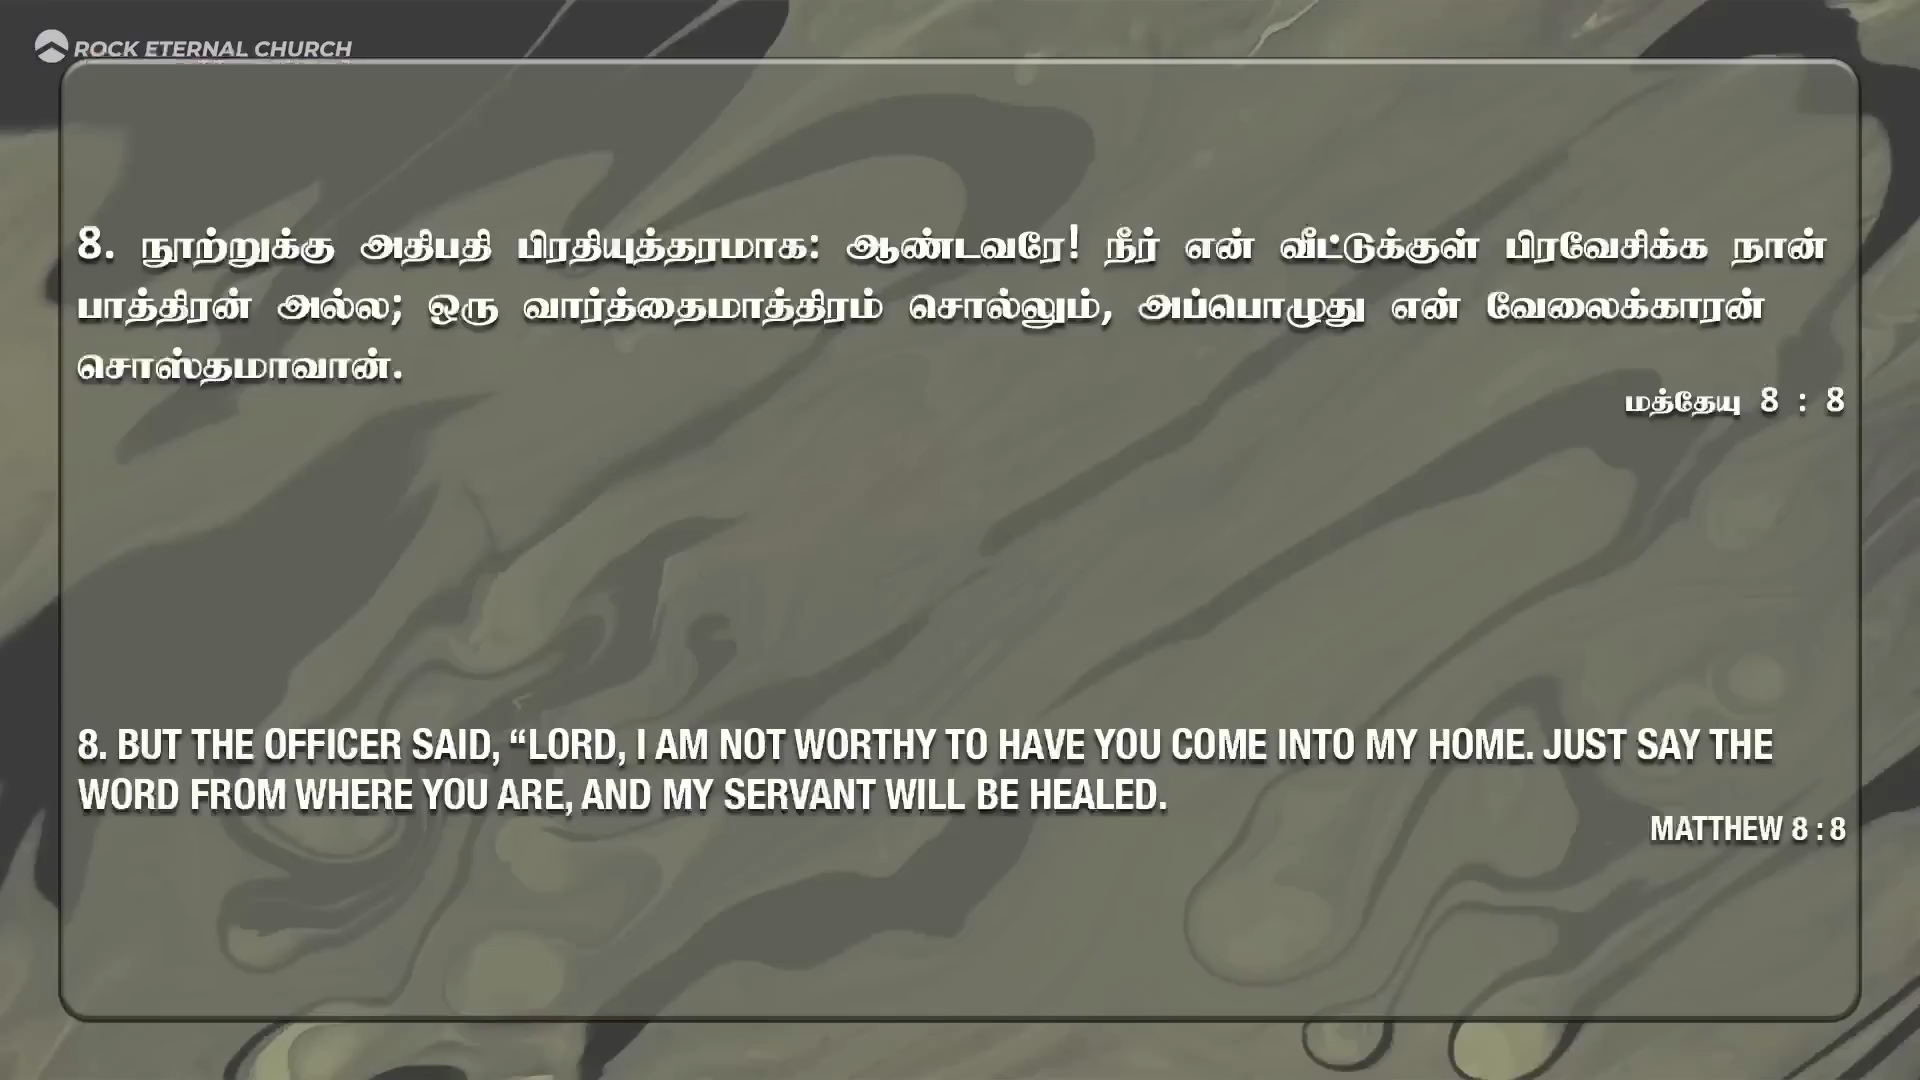 ROCK ETERNAL CHURCH
8. நூற்றுக்கு அதிபதி பிரதியுத்தரமாக: ஆண்டவரே! நீர் என் வீட்டுக்குள் பிரவேசிக்க நான்
பாத்திரன் அல்ல; ஒரு வார்த்தைமாத்திரம் சொல்லும், அப்பொழுது என் வேலைக்காரன்
சொஸ்தமாவான்.
மத்தேயு 8 : 8
8. BUT THE OFFICER SAID, “LORD, I AM NOT WORTHY TO HAVE YOU COME INTO MY HOME. JUST SAY THE
WORD FROM WHERE YOU ARE, AND MY SERVANT WILL BE HEALED.
MATTHEW 8 : 8